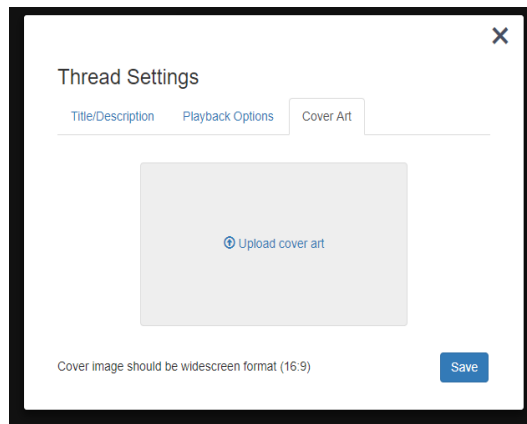 Thread Settings
Title/Description Playback Options Cover Art
Upload cover art
Cover image should be widescreen format (16:9) Save